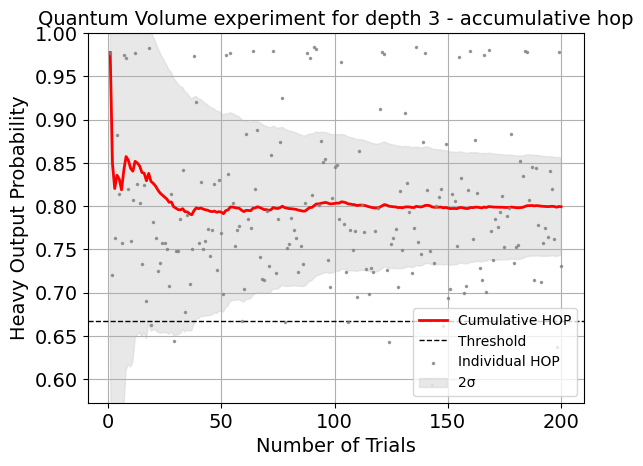 Quantum Volume experiment for depth 3 - accumulative hop
Heavy Output Probability
1.00
0.95
0.90
0.85
0.80
0.75
0.70
0.65
0.60
Cumulative HOP
Threshold
Individual HOP
2σ
0 50 100 150 200
Number of Trials